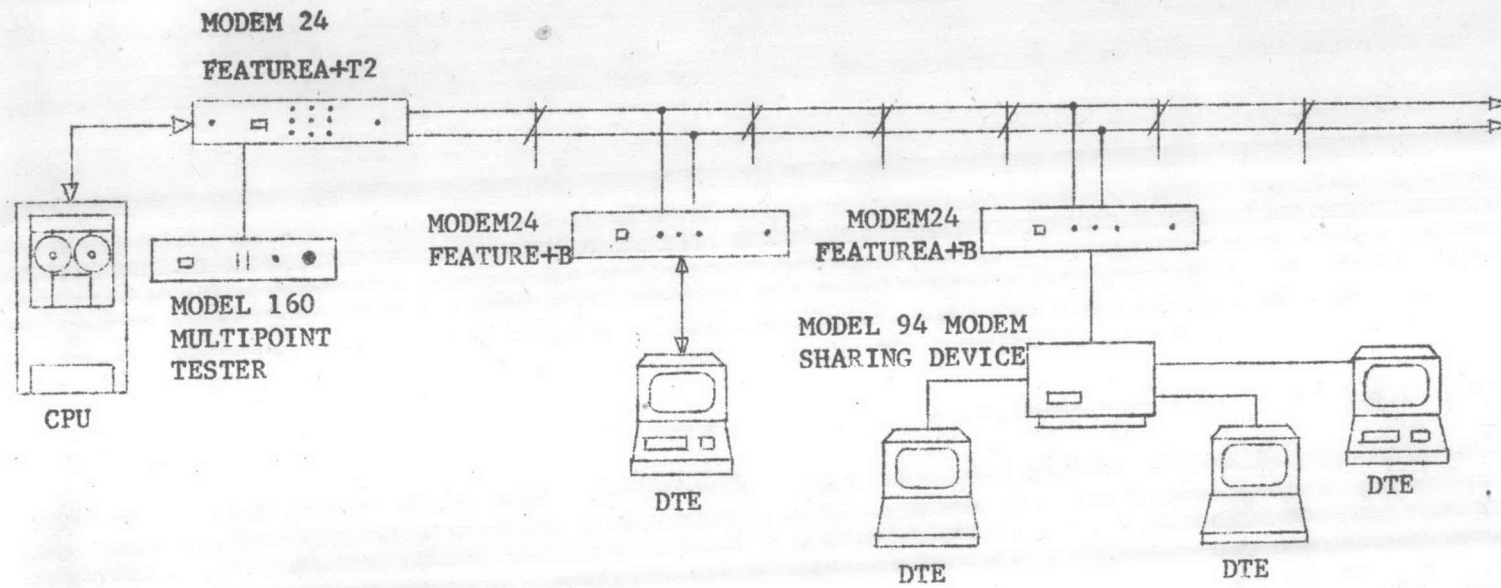 MODEM 24
FEATUREA+T2
MODEM24
FEATURE+B
MODEM24
FEATUREA+B
MODEL 160
MULTIPOINT
TESTER
MODEL 94 MODEM
SHARING DEVICE
CPU
DTE
DTE
DTE
DTE